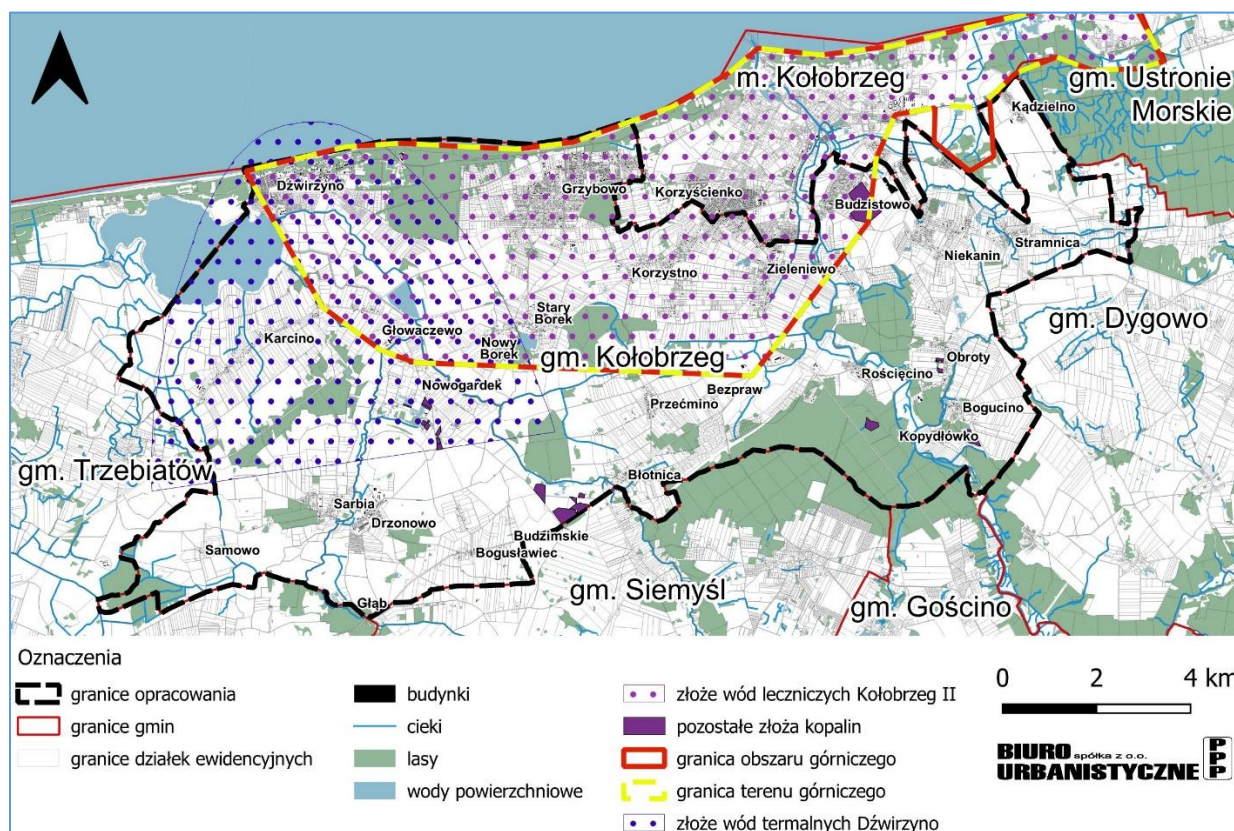 m. Kołobrzeg
gm. Ustronie
Morskie
Kądzielno
Dźwirzyno
Grzybowo
Korzyścienko
Budzistowo
Stramnica
Niekanin
Korzystno
Zieleniewo
Stary
Borek
Karcino
Głowaczewo
Nowy
Borek
gm. Kołobrzeg
gm. Dygowo
Obroty
Rościęcino
Nowogardek
Bezpraw
Przećmino
Bogucino
Kopydłówko
gm. Trzebiatów
Błotnica
Sarbia
Drzonowo
Budzimskie
Samowo
Bogusławiec
gm. Siemyśl
Głąb
gm. Gościno
Oznaczenia
granice opracowania
granice gmin
granice działek ewidencyjnych
budynki
cieki
lasy
wody powierzchniowe
złoże wód leczniczych Kołobrzeg II
pozostałe złoża kopalin
granica obszaru górniczego
granica terenu górniczego
złoże wód termalnych Dźwirzyno
0 2 4 km
BIURO spółka z o.o.
URBANISTYCZNE
PPP